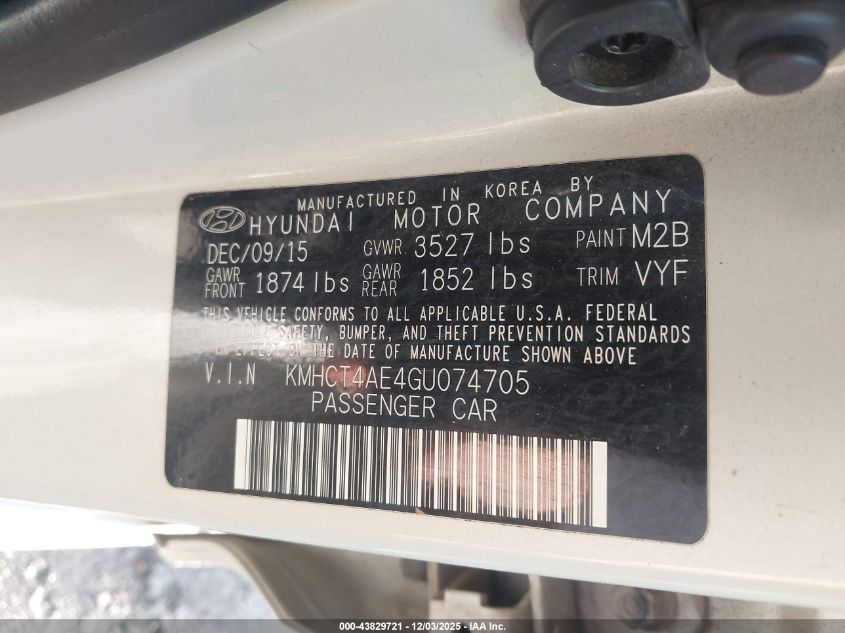 MANUFACTURED IN KOREA BY
HYUNDAI MOTOR COMPANY
DEC/09/15 GVWR 3527 lbs PAINT M2B
GAWR FRONT 1874 lbs GAWR REAR 1852 lbs TRIM VYF
THIS VEHICLE CONFORMS TO ALL APPLICABLE U.S.A. FEDERAL
SAFETY, BUMPER, AND THEFT PREVENTION STANDARDS
EFFECT ON THE DATE OF MANUFACTURE SHOWN ABOVE
V.I.N KMHCT4AE4GU074705
PASSENGER CAR
000-43829721 - 12/03/2025 - IAA Inc.